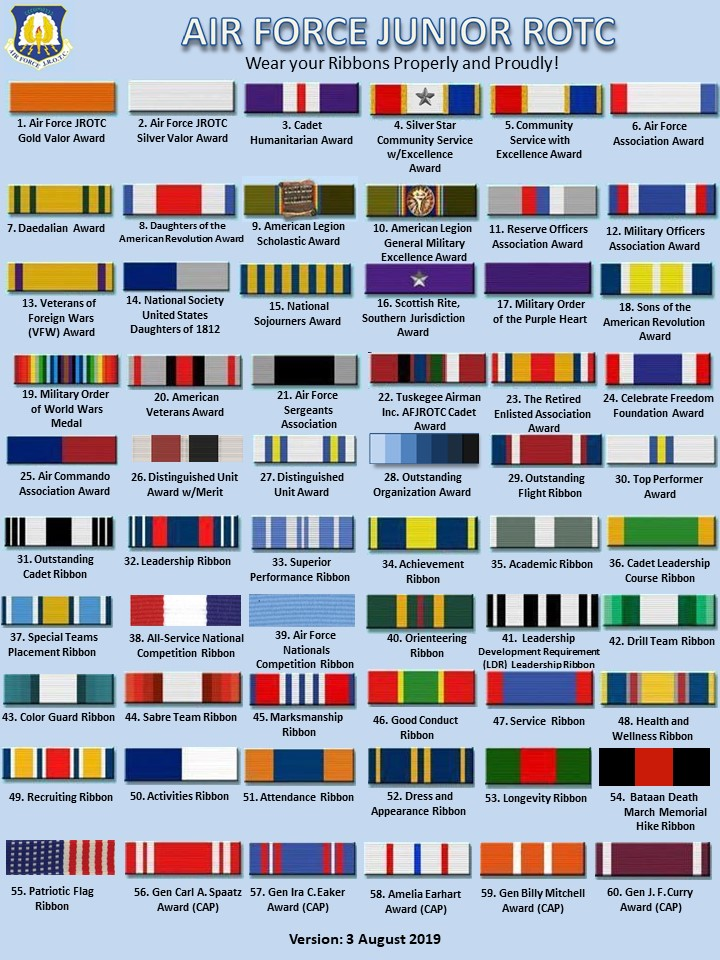 AIR FORCE JUNIOR ROTC
Wear your Ribbons Properly and Proudly!
AIR FORCE J.R.O.T.C.
1. Air Force JROTC
Gold Valor Award
2. Air Force JROTC
Silver Valor Award
3. Cadet
Humanitarian Award
4. Silver Star
Community Service
w/Excellence
Award
5. Community
Service with
Excellence Award
6. Air Force
Association Award
7. Daedalian Award
8. Daughters of the
American Revolution Award
9. American Legion
Scholastic Award
10. American Legion
General Military
Excellence Award
11. Reserve Officers
Association Award
12. Military Officers
Association Award
13. Veterans of
Foreign Wars
(VFW) Award
14. National Society
United States
Daughters of 1812
15. National
Sojourners Award
16. Scottish Rite,
Southern Jurisdiction
Award
17. Military Order
of the Purple Heart
18. Sons of the
American Revolution
Award
19. Military Order
of World Wars
Medal
20. American
Veterans Award
21. Air Force
Sergeants
Association
22. Tuskegee Airman
Inc. AFJROTC Cadet
Award
23. The Retired
Enlisted Association
Award
24. Celebrate Freedom
Foundation Award
25. Air Commando
Association Award
26. Distinguished Unit
Award w/Merit
27. Distinguished
Unit Award
28. Outstanding
Organization Award
29. Outstanding
Flight Ribbon
30. Top Performer
Award
31. Outstanding
Cadet Ribbon
32. Leadership Ribbon
33. Superior
Performance Ribbon
34. Achievement
Ribbon
35. Academic Ribbon
36. Cadet Leadership
Course Ribbon
37. Special Teams
Placement Ribbon
38. All-Service National
Competition Ribbon
39. Air Force
Nationals
Competition Ribbon
40. Orienteering
Ribbon
41. Leadership
Development Requirement
(LDR) Leadership Ribbon
42. Drill Team Ribbon
43. Color Guard Ribbon
44. Sabre Team Ribbon
45. Marksmanship
Ribbon
46. Good Conduct
Ribbon
47. Service Ribbon
48. Health and
Wellness Ribbon
49. Recruiting Ribbon
50. Activities Ribbon
51. Attendance Ribbon
52. Dress and
Appearance Ribbon
53. Longevity Ribbon
54. Bataan Death
March Memorial
Hike Ribbon
55. Patriotic Flag
Ribbon
56. Gen Carl A. Spaatz
Award (CAP)
57. Gen Ira C. Eaker
Award (CAP)
58. Amelia Earhart
Award (CAP)
59. Gen Billy Mitchell
Award (CAP)
60. Gen J. F. Curry
Award (CAP)
Version: 3 August 2019